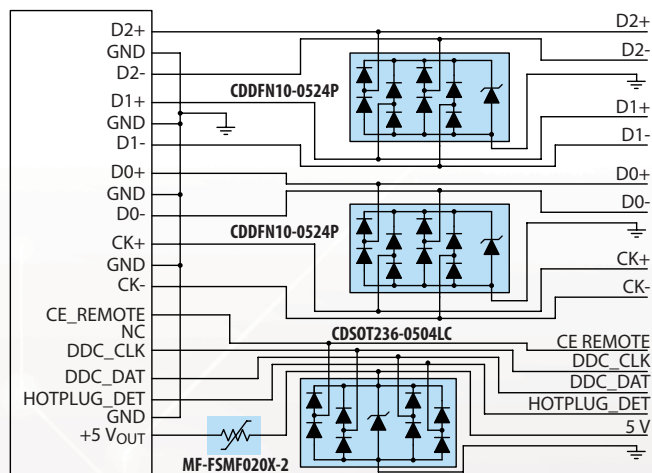 D2+
GND
D2-
D1+
GND
D1-
D0+
GND
D0-
CK+
GND
CK-
CE_REMOTE
NC
DDC_CLK
DDC_DAT
HOTPLUG_DET
GND
+5 VOUT
CDDFN10-0524P
CDDFN10-0524P
CDSOT236-0504LC
MF-FSMF020X-2
D2+
D2-
D1+
D1-
D0+
D0-
CK+
CK-
CE REMOTE
DDC_CLK
DDC_DAT
HOTPLUG_DET
5 V